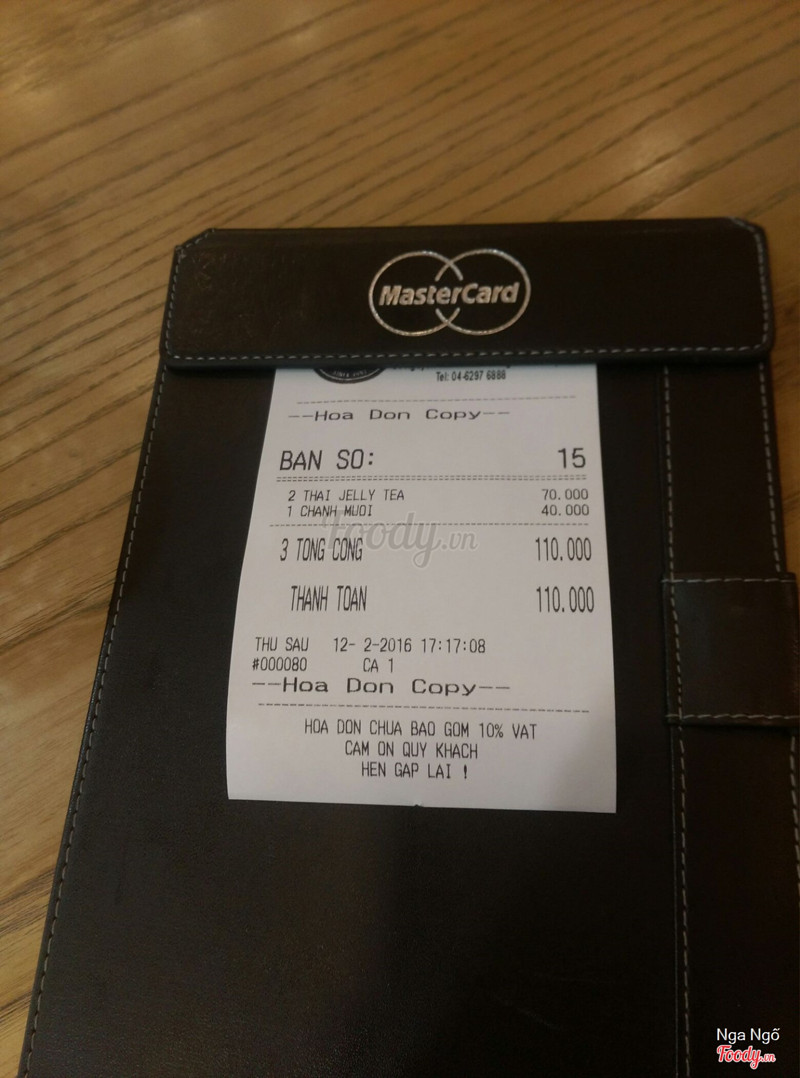 MasterCard
Tel: 04-6297 6886
--Hoa Don Copy--
BAN SO: 15
2 THAI JELLY TEA 70.000
1 CHANH MUOI 40.000
3 TONG CONG 110.000
THANH TOAN 110.000
THU SAU 12- 2-2016 17:17:08
#000080 CA 1
--Hoa Don Copy--
HOA DON CHUA BAO GOM 10% VAT
CAM ON QUY KHACH
HEN GAP LAI !
Foody.vn
Nga Ngố
Foody.vn